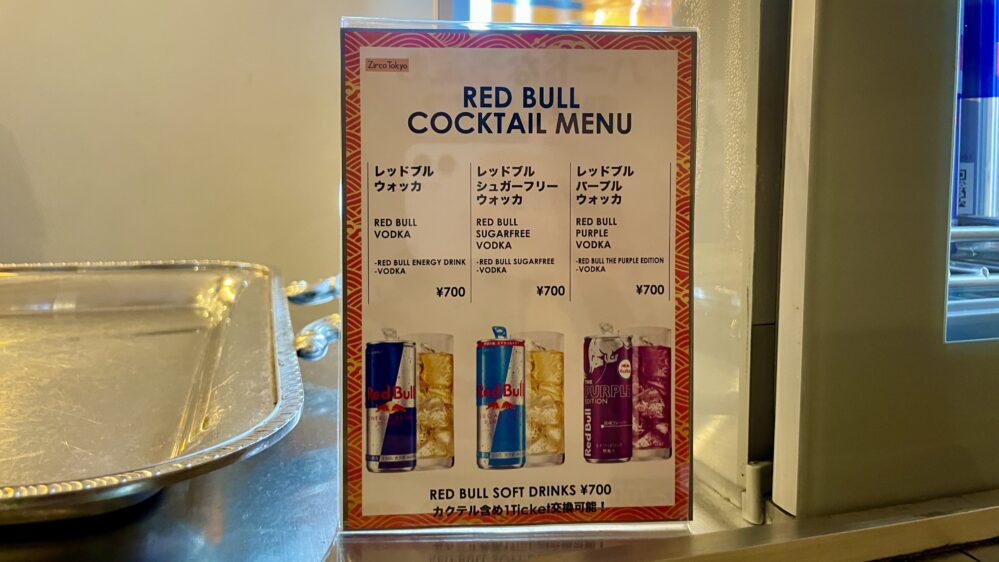 Zirco Tokyo
RED BULL
COCKTAIL MENU
レッドブル
ウォッカ
RED BULL
VODKA
-RED BULL ENERGY DRINK
-VODKA
¥700
レッドブル
シュガーフリー
ウォッカ
RED BULL
SUGARFREE
VODKA
-RED BULL SUGARFREE
-VODKA
¥700
レッドブル
パープル
ウォッカ
RED BULL
PURPLE
VODKA
-RED BULL THE PURPLE EDITION
-VODKA
¥700
Red Bull
Red Bull
THE
PURPLE
EDITION
Red Bull
RED BULL SOFT DRINKS ¥700
カクテル含め1Ticket交換可能！